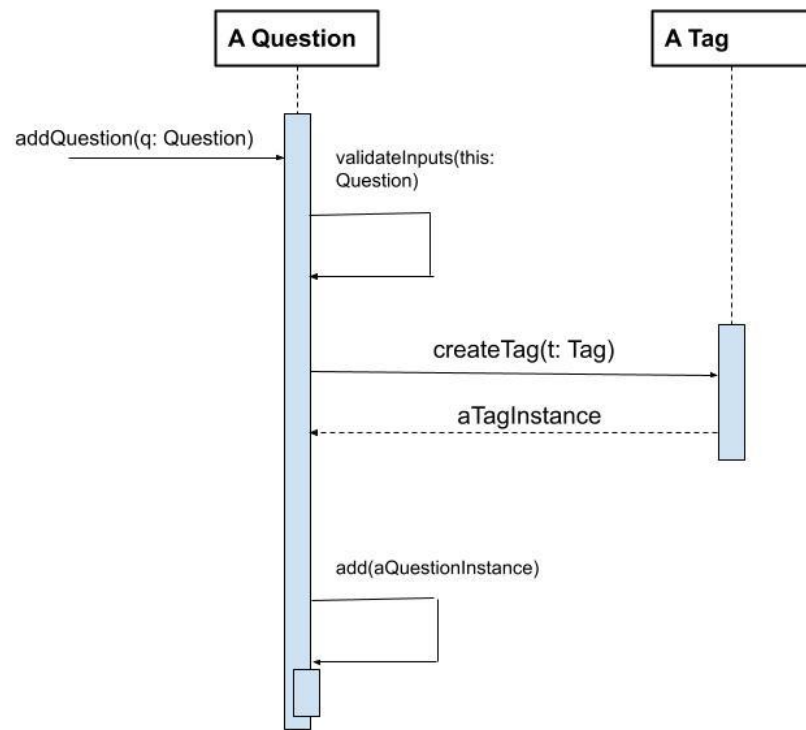 A Question
A Tag
addQuestion(q: Question)
validateInputs(this:
Question)
createTag(t: Tag)
aTagInstance
add(aQuestionInstance)